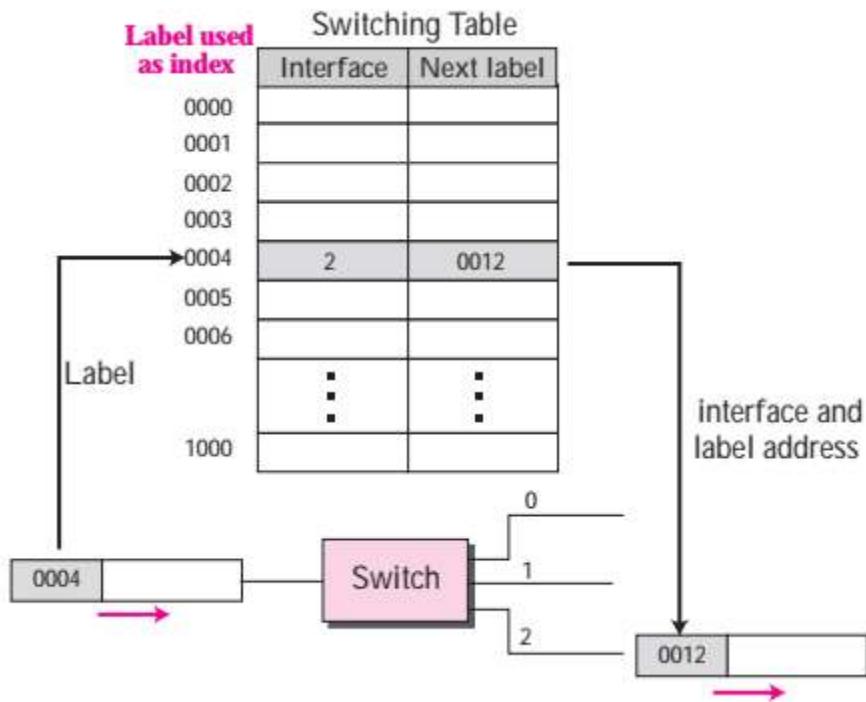 Switching Table
Label used
as index
Interface Next label
0000
0001
0002
0003
0004 2 0012
0005
0006
1000
Label
interface and
label address
0
0004
Switch
1
2
0012